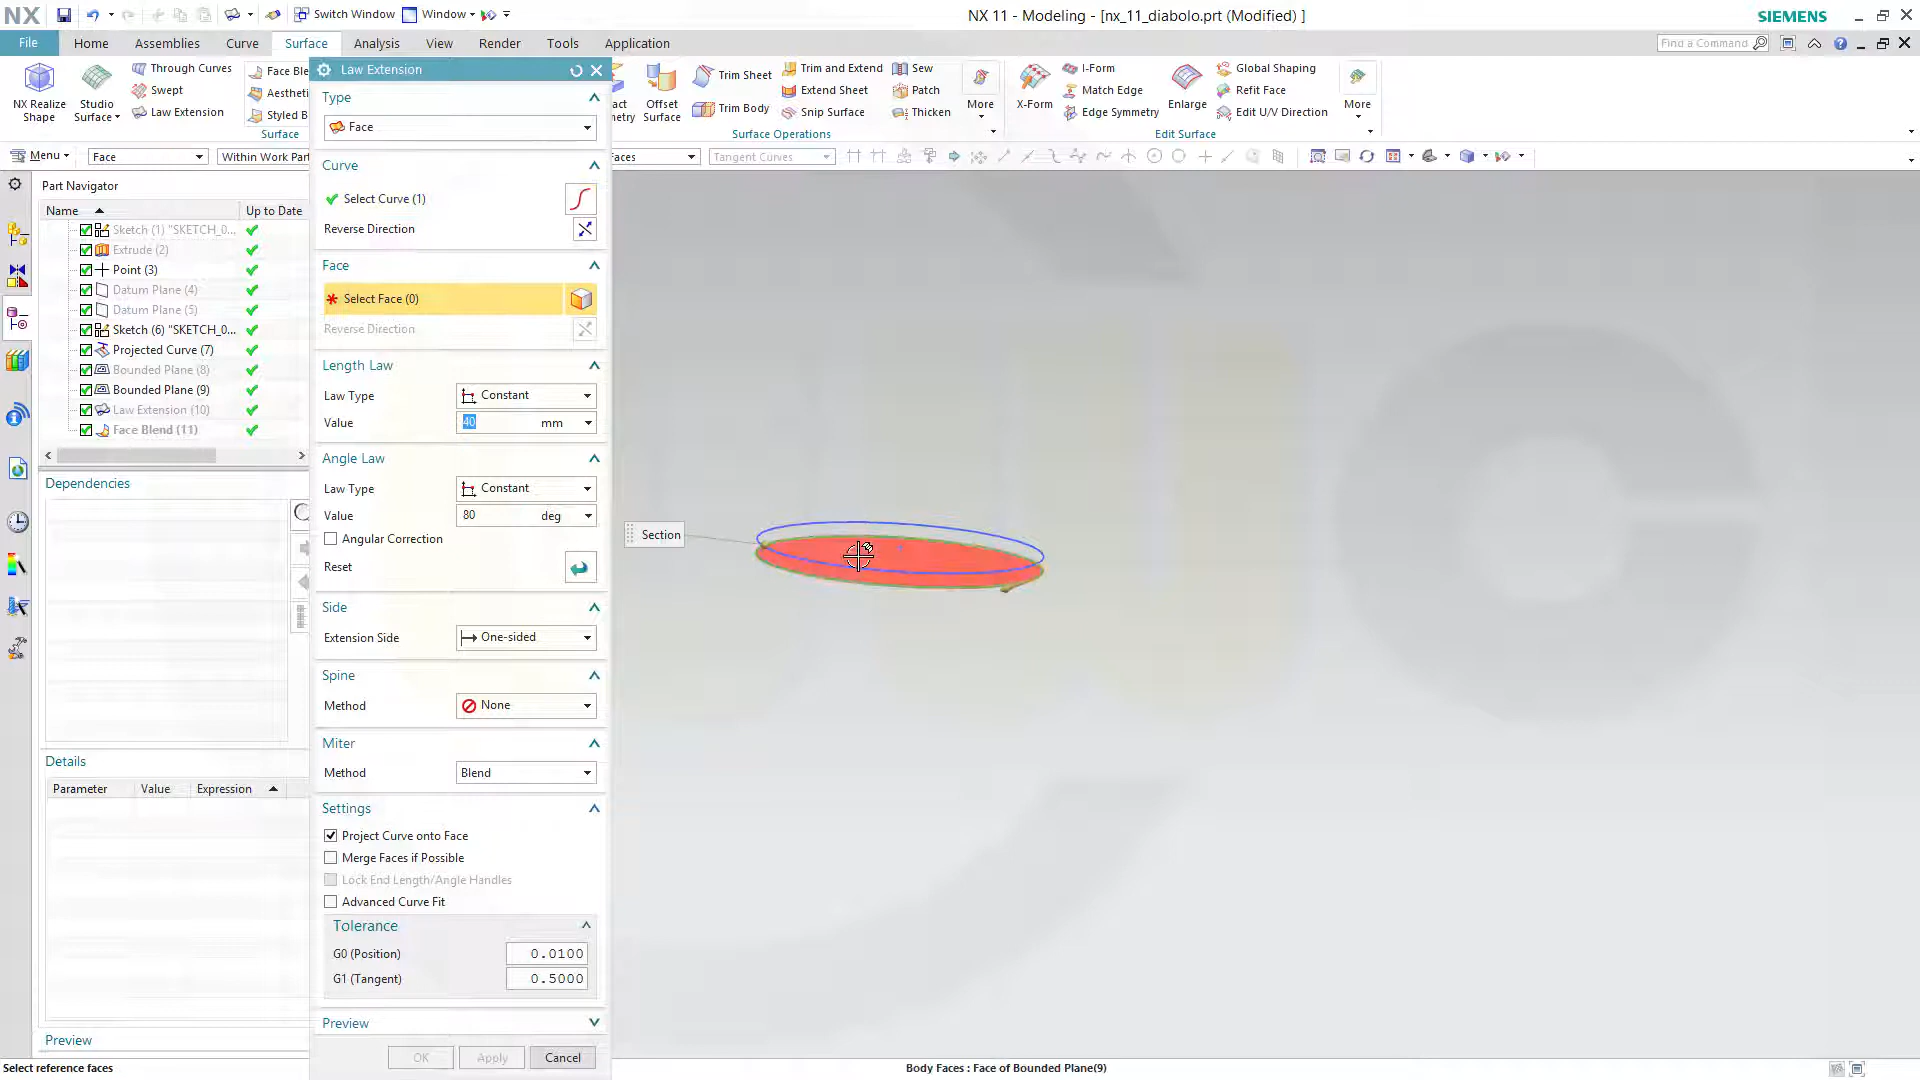 NX
Switch Window
Window
NX 11 - Modeling - [nx_11_diabolo.prt (Modified) ]
SIEMENS
File
Home
Assemblies
Curve
Surface
Analysis
View
Render
Tools
Application
Find a Command
NX Realize Shape
Studio Surface
Through Curves
Swept
Law Extension
Face Ble
Aestheti
Styled B
Surface
Offset Surface
Trim Sheet
Trim Body
Trim and Extend
Extend Sheet
Snip Surface
Sew
Patch
Thicken
More
Surface Operations
X-Form
I-Form
Match Edge
Edge Symmetry
Enlarge
Global Shaping
Refit Face
Edit U/V Direction
More
Edit Surface
Menu
Face
Within Work Part
Tangent Curves
Part Navigator
Name
Up to Date
Sketch (1) "SKETCH_0...
Extrude (2)
Point (3)
Datum Plane (4)
Datum Plane (5)
Sketch (6) "SKETCH_0...
Projected Curve (7)
Bounded Plane (8)
Bounded Plane (9)
Law Extension (10)
Face Blend (11)
Dependencies
Details
Parameter
Value
Expression
Preview
Law Extension
Type
Face
Curve
Select Curve (1)
Reverse Direction
Face
Select Face (0)
Reverse Direction
Length Law
Law Type
Constant
Value
40
mm
Angle Law
Law Type
Constant
Value
80
deg
Angular Correction
Reset
Side
Extension Side
One-sided
Spine
Method
None
Miter
Method
Blend
Settings
Project Curve onto Face
Merge Faces if Possible
Lock End Length/Angle Handles
Advanced Curve Fit
Tolerance
G0 (Position)
0.0100
G1 (Tangent)
0.5000
Preview
OK
Apply
Cancel
Section
Select reference faces
Body Faces : Face of Bounded Plane(9)